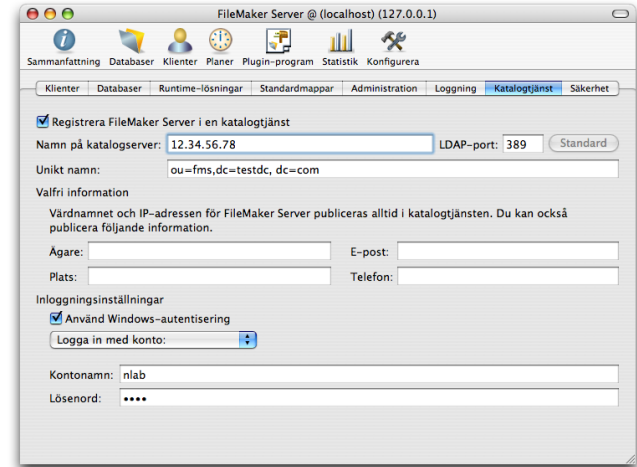 FileMaker Server @ (localhost) (127.0.0.1)
Sammanfattning Databaser Klienter Planer Plugin-program Statistik Konfigurera
Klienter Databaser Runtime-lösningar Standardmappar Administration Loggning Katalogtjänst Säkerhet
Registrera FileMaker Server i en katalogtjänst
Namn på katalogserver: 12.34.56.78 LDAP-port: 389 Standard
Unikt namn: ou=fms,dc=testdc, dc=com
Valfri information
Värdnamnet och IP-adressen för FileMaker Server publiceras alltid i katalogtjänsten. Du kan också
publicera följande information.
Ägare: E-post:
Plats: Telefon:
Inloggningsinställningar
Använd Windows-autentisering
Logga in med konto:
Kontonamn: nlab
Lösenord: ••••